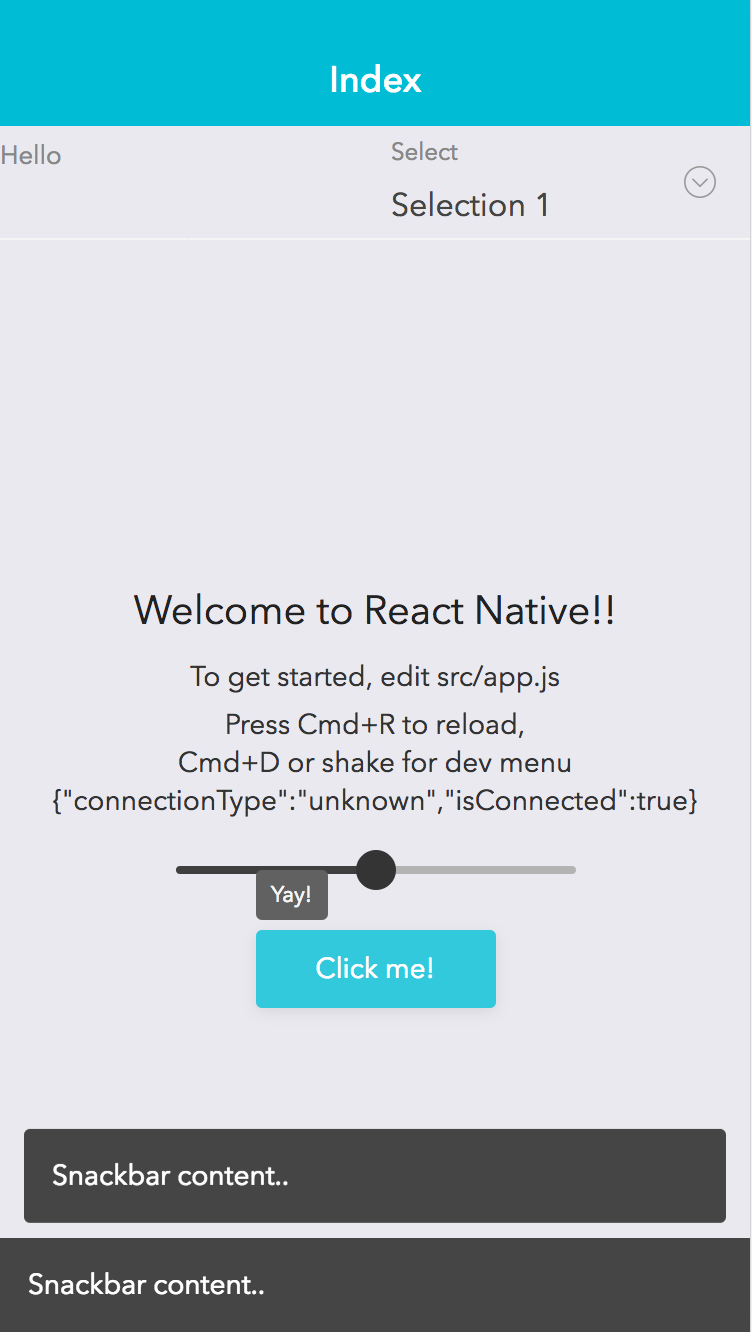 Index
Hello
Select
Selection 1
Welcome to React Native!!
To get started, edit src/app.js
Press Cmd+R to reload,
Cmd+D or shake for dev menu
{"connectionType":"unknown","isConnected":true}
Yay!
Click me!
Snackbar content..
Snackbar content..